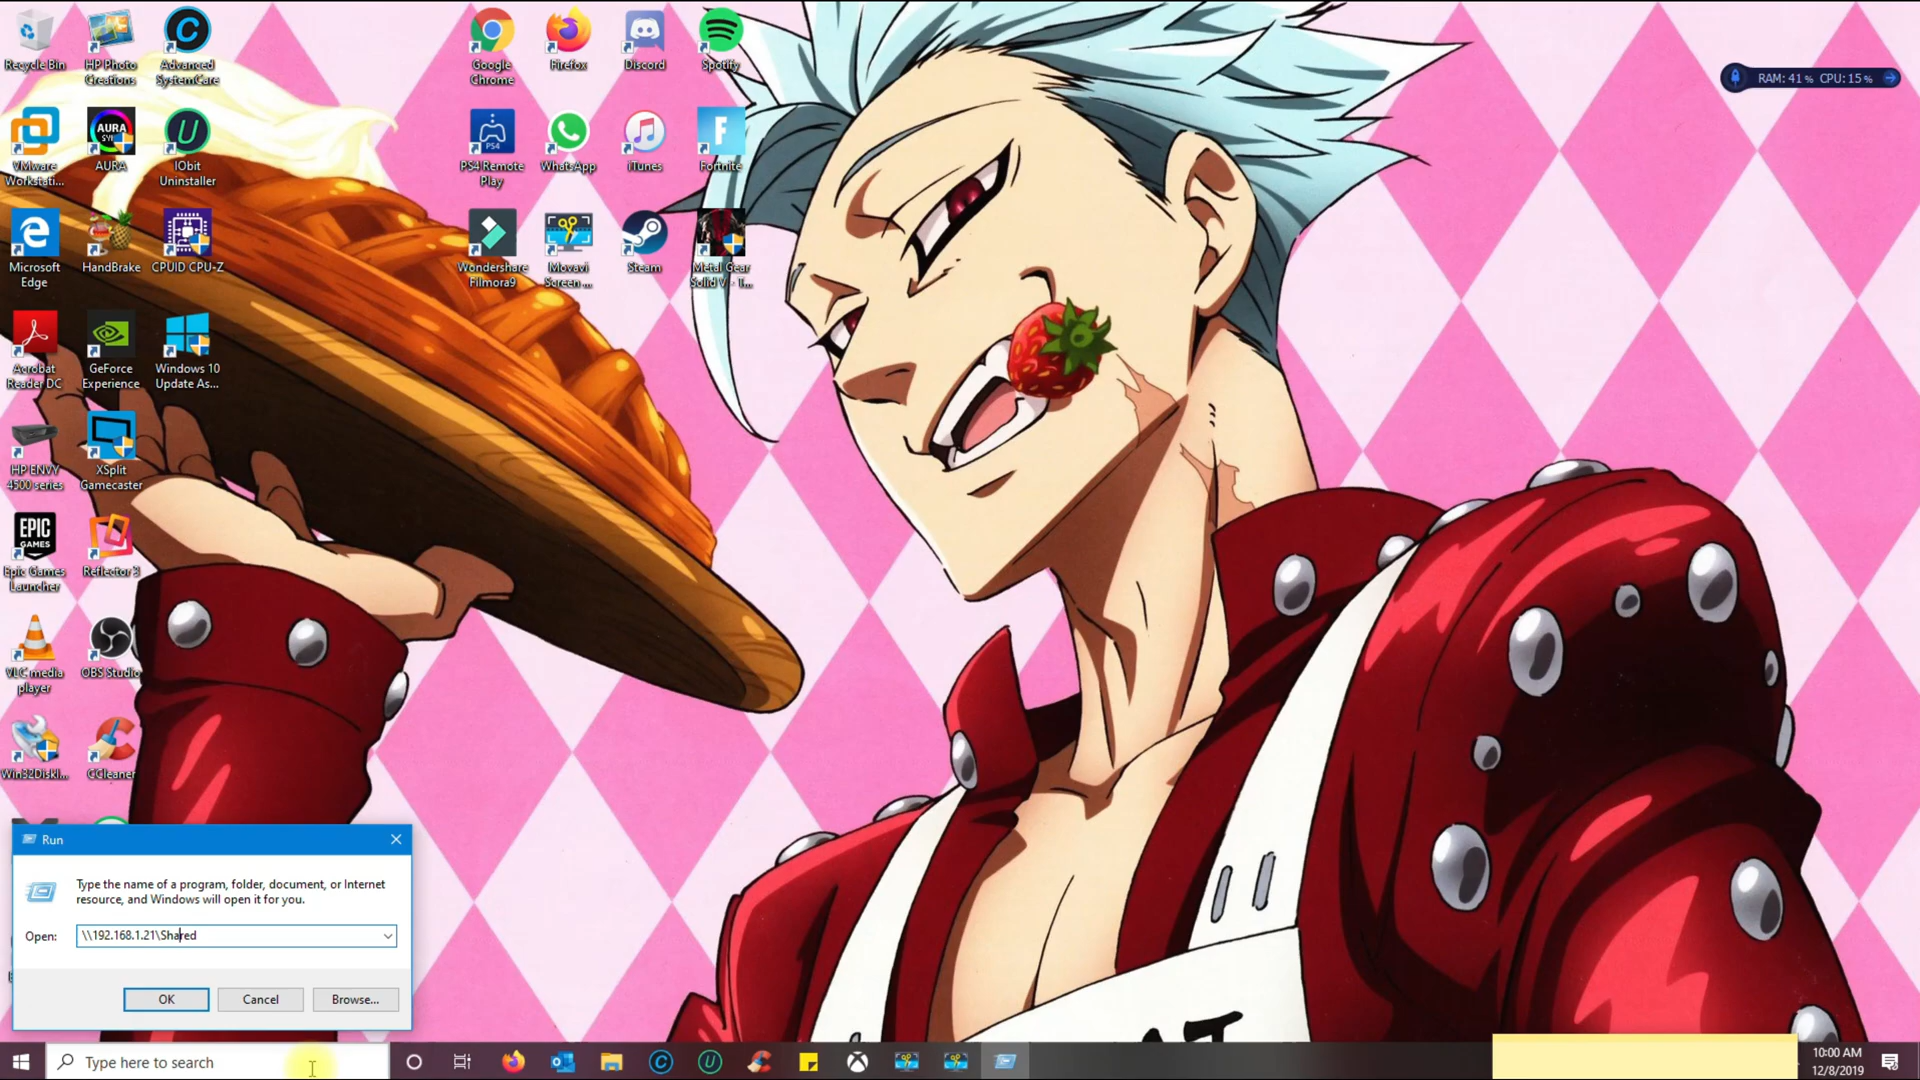 Recycle Bin
HP Photo
Creations
Advanced
SystemCare
Google
Chrome
Firefox
Discord
Spotify
RAM: 41 % CPU: 15 %
VMware
Workstati...
AURA
AURA
IObit
Uninstaller
PS4
PS4 Remote
Play
WhatsApp
iTunes
Fortnite
Microsoft
Edge
HandBrake
CPUID CPU-Z
Wondershare
Filmora9
Movavi
Screen ...
Steam
Metal Gear
Solid V - T...
Acrobat
Reader DC
GeForce
Experience
Windows 10
Update As...
HP ENVY
4500 series
XSplit
Gamecaster
EPIC
GAMES
Epic Games
Launcher
Reflector 3
VLC media
player
OBS Studio
Win32DiskI...
CCleaner
Run
Type the name of a program, folder, document, or Internet
resource, and Windows will open it for you.
Open:
\\192.168.1.21\Shared
OK
Cancel
Browse...
Type here to search
10:00 AM
12/8/2019